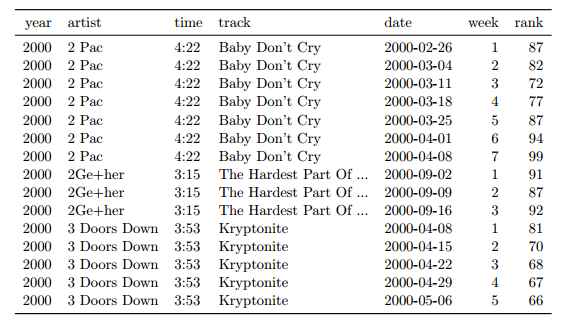 year artist time track date week rank
2000 2 Pac 4:22 Baby Don't Cry 2000-02-26 1 87
2000 2 Pac 4:22 Baby Don't Cry 2000-03-04 2 82
2000 2 Pac 4:22 Baby Don't Cry 2000-03-11 3 72
2000 2 Pac 4:22 Baby Don't Cry 2000-03-18 4 77
2000 2 Pac 4:22 Baby Don't Cry 2000-03-25 5 87
2000 2 Pac 4:22 Baby Don't Cry 2000-04-01 6 94
2000 2 Pac 4:22 Baby Don't Cry 2000-04-08 7 99
2000 2Ge+her 3:15 The Hardest Part Of ... 2000-09-02 1 91
2000 2Ge+her 3:15 The Hardest Part Of ... 2000-09-09 2 87
2000 2Ge+her 3:15 The Hardest Part Of ... 2000-09-16 3 92
2000 3 Doors Down 3:53 Kryptonite 2000-04-08 1 81
2000 3 Doors Down 3:53 Kryptonite 2000-04-15 2 70
2000 3 Doors Down 3:53 Kryptonite 2000-04-22 3 68
2000 3 Doors Down 3:53 Kryptonite 2000-04-29 4 67
2000 3 Doors Down 3:53 Kryptonite 2000-05-06 5 66